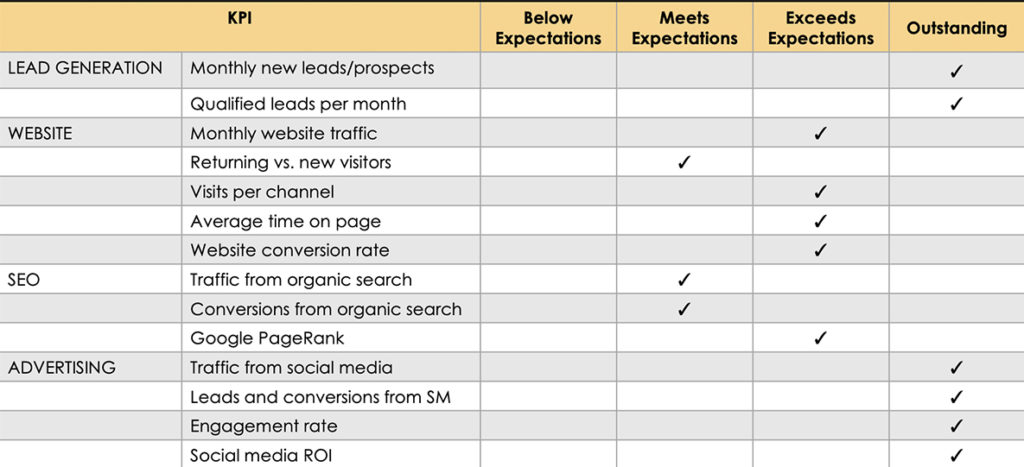 KPI Below Expectations Meets Expectations Exceeds Expectations Outstanding
LEAD GENERATION Monthly new leads/prospects ✓
Qualified leads per month ✓
WEBSITE Monthly website traffic ✓
Returning vs. new visitors ✓
Visits per channel ✓
Average time on page ✓
Website conversion rate ✓
SEO Traffic from organic search ✓
Conversions from organic search ✓
Google PageRank ✓
ADVERTISING Traffic from social media ✓
Leads and conversions from SM ✓
Engagement rate ✓
Social media ROI ✓